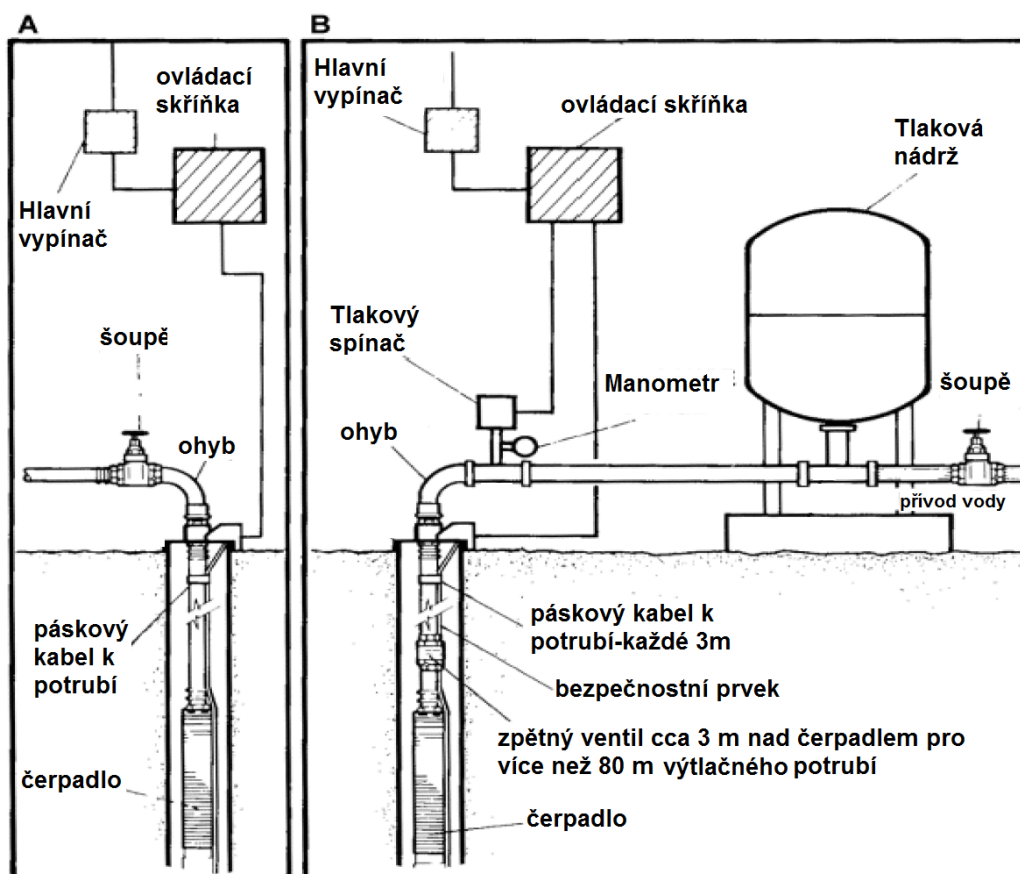 A
ovládací
skříňka
Hlavní
vypínač
šoupě
ohyb
páskový
kabel k
potrubí
čerpadlo
B
Hlavní
vypínač
ovládací skříňka
Tlaková
nádrž
Tlakový
spínač
Manometr
šoupě
ohyb
přívod vody
páskový kabel k
potrubí-každé 3m
bezpečnostní prvek
zpětný ventil cca 3 m nad čerpadlem pro
více než 80 m výtlačného potrubí
čerpadlo